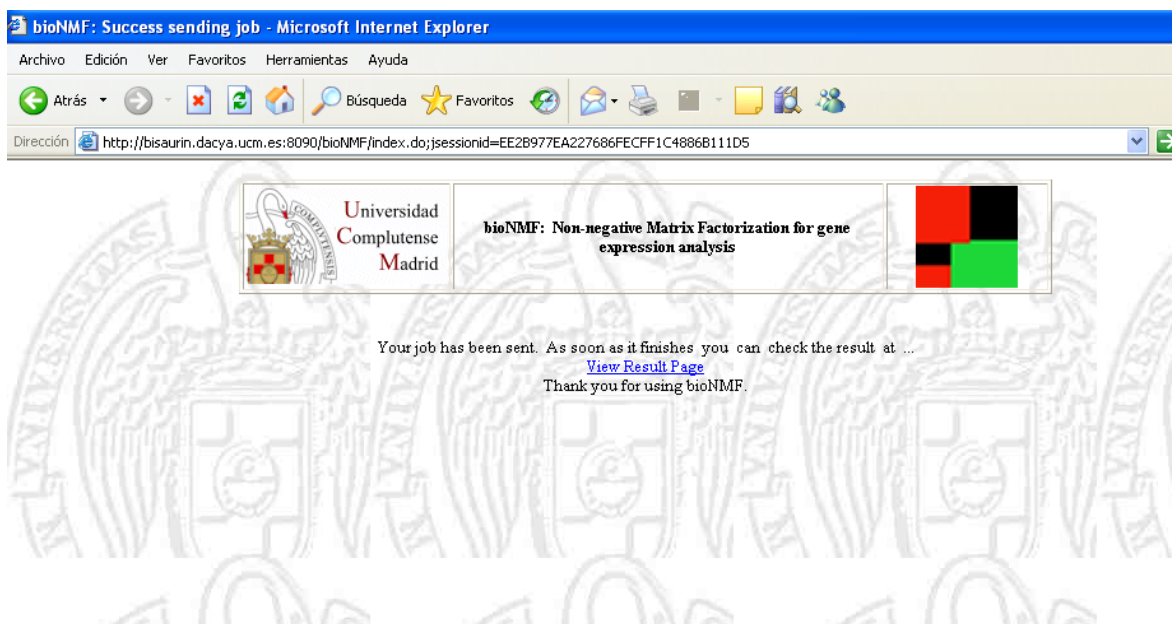 bioNMF: Success sending job - Microsoft Internet Explorer
Archivo Edición Ver Favoritos Herramientas Ayuda
Atrás Búsqueda Favoritos
Dirección http://bisaurin.dacya.ucm.es:8090/bioNMF/index.do;jsessionid=EE2B977EA227686FECFF1C4886B111D5
Universidad
Complutense
Madrid
bioNMF: Non-negative Matrix Factorization for gene
expression analysis
Your job has been sent. As soon as it finishes you can check the result at ...
View Result Page
Thank you for using bioNMF.